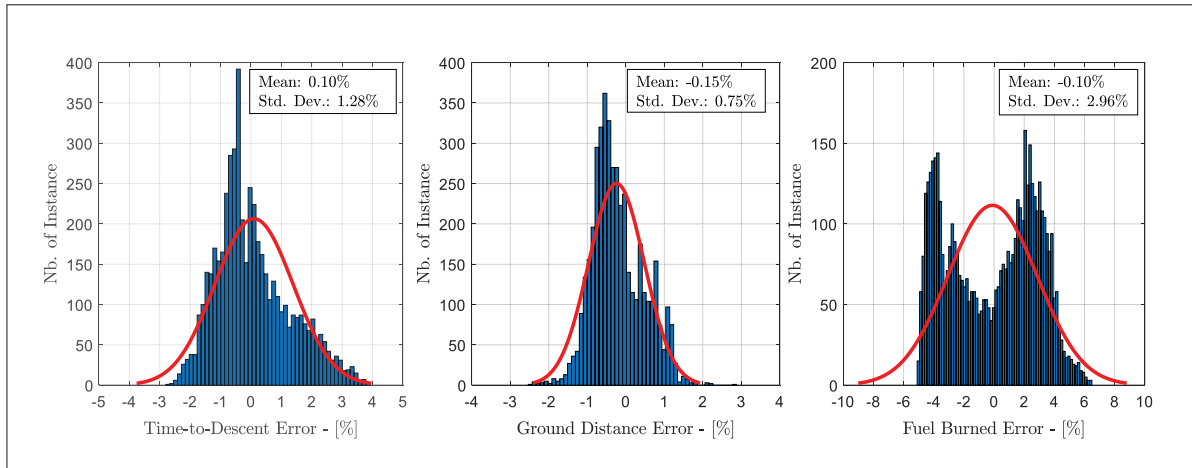 Mean: 0.10%
Std. Dev.: 1.28%
400
350
300
250
200
150
100
50
0
Nb. of Instance
-5 -4 -3 -2 -1 0 1 2 3 4 5
Time-to-Descent Error - [%]
Mean: -0.15%
Std. Dev.: 0.75%
400
350
300
250
200
150
100
50
0
Nb. of Instance
-4 -3 -2 -1 0 1 2 3 4
Ground Distance Error - [%]
Mean: -0.10%
Std. Dev.: 2.96%
200
150
100
50
0
Nb. of Instance
-10 -8 -6 -4 -2 0 2 4 6 8 10
Fuel Burned Error - [%]